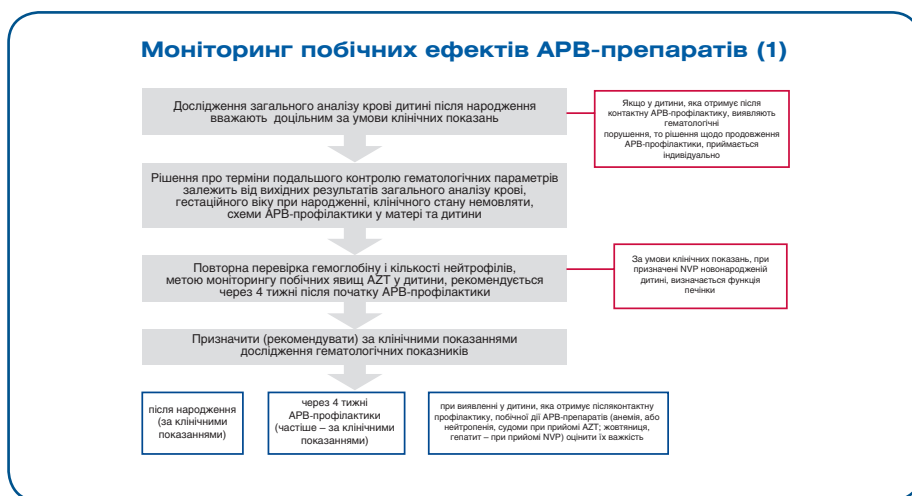 Моніторинг побічних ефектів АРВ-препаратів (1)
Дослідження загального аналізу крові дитині після народження
вважають доцільним за умови клінічних показань
Якщо у дитини, яка отримує після
контактну АРВ-профілактику, виявляють
гематологічні
порушення, то рішення щодо продовження
АРВ-профілактики, приймається
індивідуально
Рішення про терміни подальшого контролю гематологічних параметрів
залежить від вихідних результатів загального аналізу крові,
гестаційного віку при народженні, клінічного стану немовляти,
схеми АРВ-профілактики у матері та дитини
Повторна перевірка гемоглобіну і кількості нейтрофілів,
метою моніторингу побічних явищ AZT у дитини, рекомендується
через 4 тижні після початку АРВ-профілактики
За умови клінічних показань, при
призначені NVP новонародженій
дитині, визначається функція
печінки
Призначити (рекомендувати) за клінічними показаннями
дослідження гематологічних показників
після народження
(за клінічними
показаннями)
через 4 тижні
АРВ-профілактики
(частіше – за клінічними
показаннями)
при виявленні у дитини, яка отримує післяконтактну
профілактику, побічної дії АРВ-препаратів (анемія, або
нейтропенія, судоми при прийомі AZT; жовтяниця,
гепатит – при прийомі NVP) оцінити їх важкість